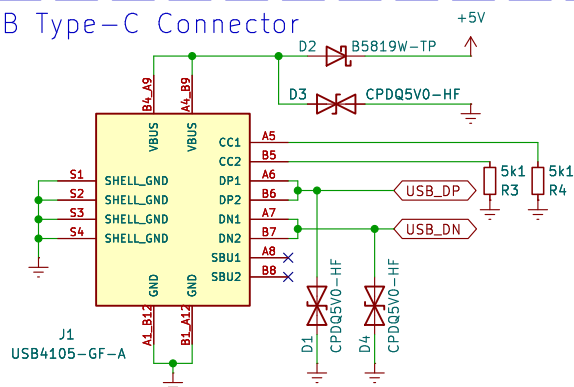 B Type-C Connector
+5V
D2 B5819W-TP
D3 CPDQ5V0-HF
B4_A9
A4_B9
VBUS
VBUS
CC1 A5
CC2 B5
S1 SHELL_GND DP1 A6
S2 SHELL_GND DP2 B6
S3 SHELL_GND DN1 A7
S4 SHELL_GND DN2 B7
SBU1 A8
SBU2 B8
USB_DP
USB_DN
5k1
R3
5k1
R4
GND
GND
A1_B12
B1_A12
J1
USB4105-GF-A
D1
CPDQ5V0-HF
D4
CPDQ5V0-HF